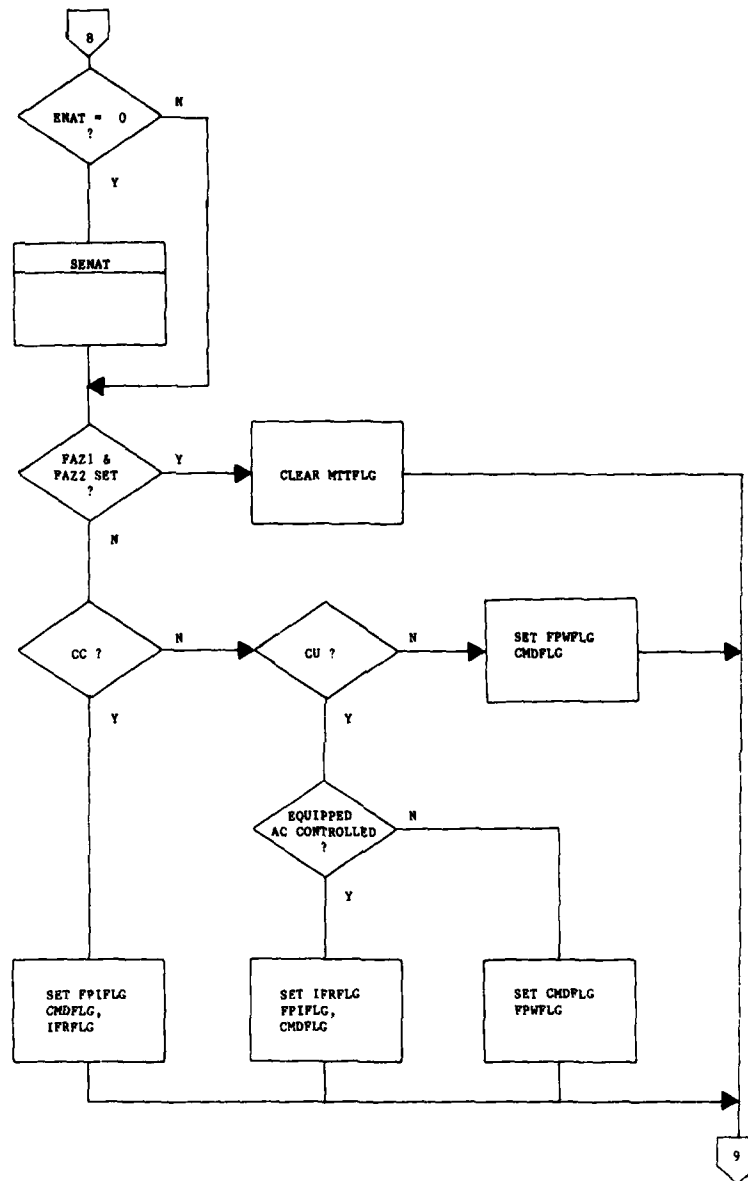 8
N
ENAT = 0
?
Y
SENAT
FAZ1 &
FAZ2 SET
?
Y
CLEAR MTTFLG
N
CC ?
N
CU ?
N
SET FPWFLG
CMDFLG
Y
Y
EQUIPPED
AC CONTROLLED
?
N
Y
SET FPIFLG
CMDFLG,
IFRFLG
SET IFRFLG
FPIFLG,
CMDFLG
SET CMDFLG
FPWFLG
9